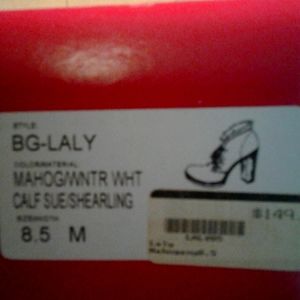 STYLE
BG-LALY
COLOR/MATERIAL
MAHOG/WNTR WHT
CALF SUE/SHEARLING
SIZE/WIDTH
8.5 M
$149